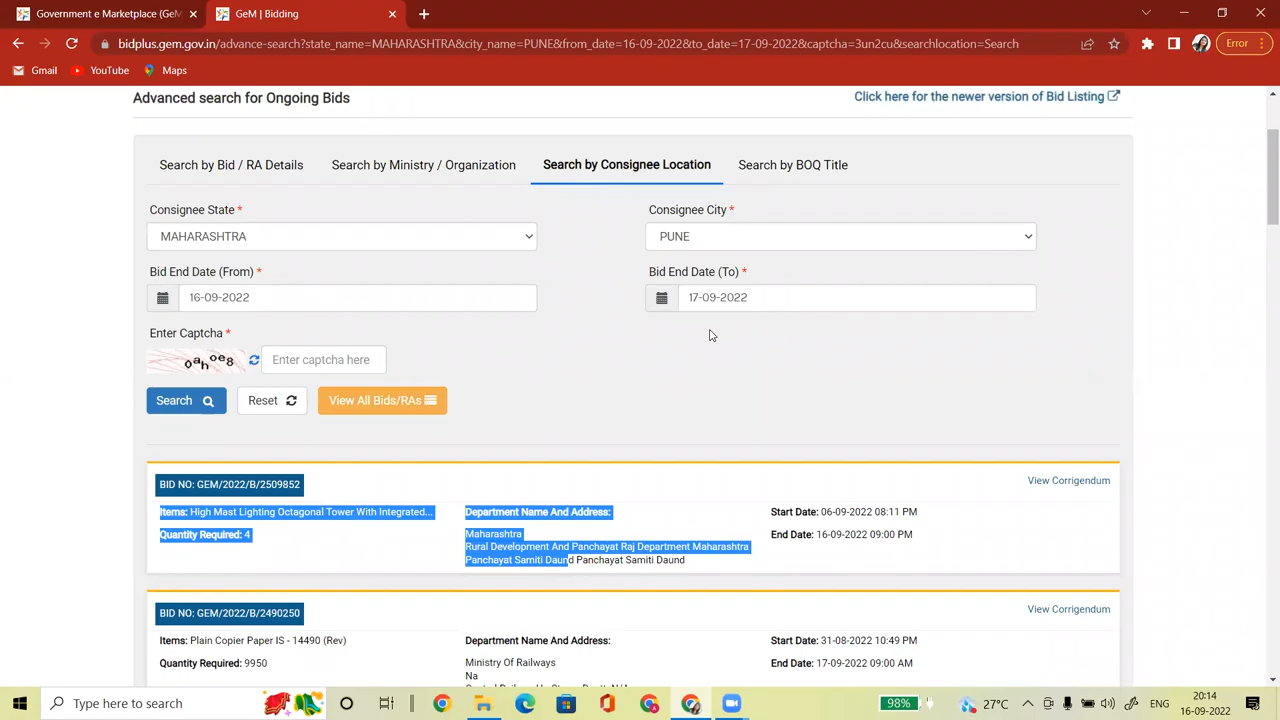 Government e Marketplace (GeM
GeM | Bidding
bidplus.gem.gov.in/advance-search?state_name=MAHARASHTRA&city_name=PUNE&from_date=16-09-2022&to_date=17-09-2022&captcha=3un2cu&searchlocation=Search
Error
Gmail
YouTube
Maps
Advanced search for Ongoing Bids
Click here for the newer version of Bid Listing
Search by Bid / RA Details
Search by Ministry / Organization
Search by Consignee Location
Search by BOQ Title
Consignee State *
Consignee City *
MAHARASHTRA
PUNE
Bid End Date (From) *
Bid End Date (To) *
16-09-2022
17-09-2022
Enter Captcha *
0ah0e8
Enter captcha here
Search
Reset
View All Bids/RAs
BID NO: GEM/2022/B/2509852
View Corrigendum
Items: High Mast Lighting Octagonal Tower With Integrated...
Department Name And Address:
Start Date: 06-09-2022 08:11 PM
Quantity Required: 4
Maharashtra
End Date: 16-09-2022 09:00 PM
Rural Development And Panchayat Raj Department Maharashtra
Panchayat Samiti Daund Panchayat Samiti Daund
BID NO: GEM/2022/B/2490250
View Corrigendum
Items: Plain Copier Paper IS - 14490 (Rev)
Department Name And Address:
Start Date: 31-08-2022 10:49 PM
Quantity Required: 9950
Ministry Of Railways
End Date: 17-09-2022 09:00 AM
Na
Type here to search
98%
27°C
ENG
20:14
16-09-2022